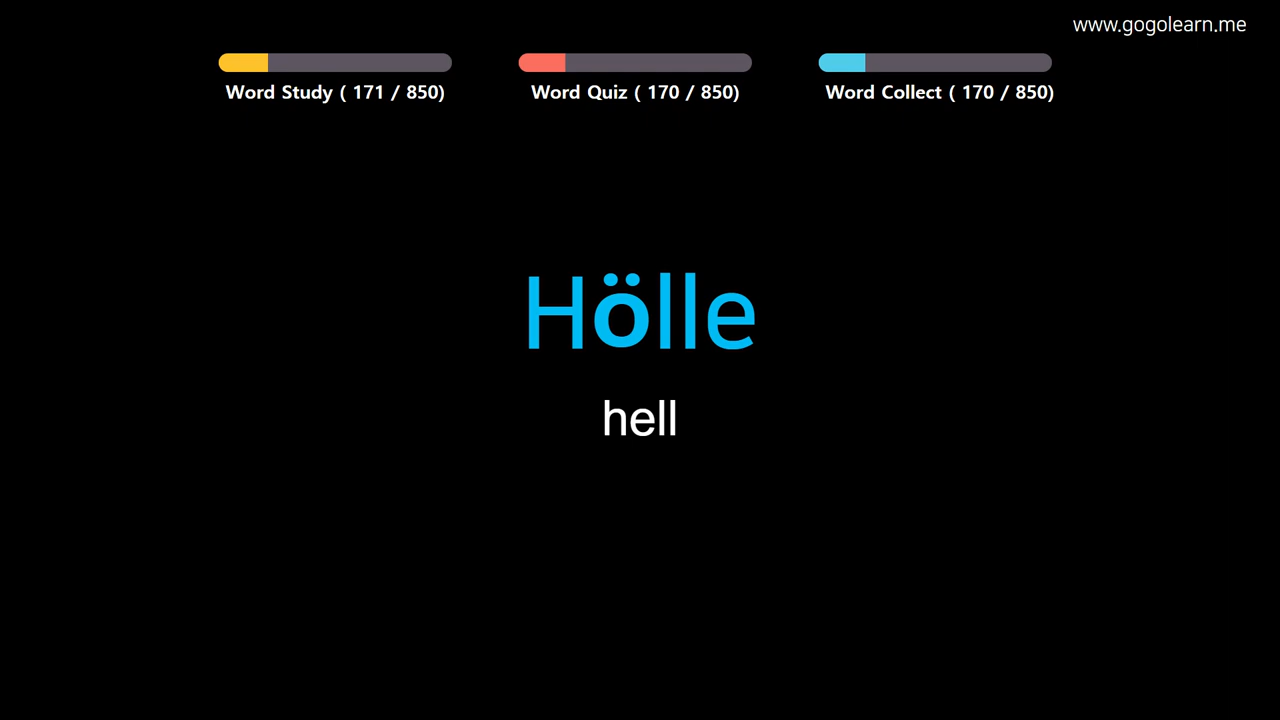 www.gogolearn.me
Word Study ( 171 / 850)
Word Quiz ( 170 / 850)
Word Collect ( 170 / 850)
Hölle
hell